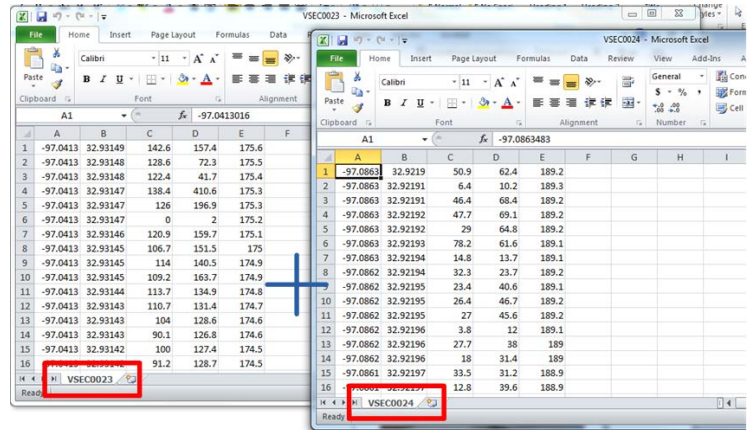 VSEC0023 - Microsoft Excel
File Home Insert Page Layout Formulas Data
Calibri 11 A A
Paste B I U A
Clipboard Font Alignment
A1 fx -97.0413016
A B C D E F
1 -97.0413 32.93149 142.6 157.4 175.6
2 -97.0413 32.93148 128.6 72.3 175.5
3 -97.0413 32.93148 122.4 41.7 175.4
4 -97.0413 32.93147 138.4 410.6 175.3
5 -97.0413 32.93147 126 196.9 175.3
6 -97.0413 32.93147 0 2 175.2
7 -97.0413 32.93146 120.9 159.7 175.1
8 -97.0413 32.93145 106.7 151.5 175
9 -97.0413 32.93145 114 140.5 174.9
10 -97.0413 32.93145 109.2 163.7 174.9
11 -97.0413 32.93144 113.7 134.9 174.8
12 -97.0413 32.93143 110.7 131.4 174.7
13 -97.0413 32.93143 104 128.6 174.6
14 -97.0413 32.93143 90.1 126.8 174.6
15 -97.0413 32.93142 100 127.4 174.5
16 91.2 128.7 174.5
VSEC0023
Read
VSEC0024 - Microsoft Excel
File Home Insert Page Layout Formulas Data Review View Add-Ins A
Calibri 11 A A General Con
Paste B I U A $ % , Form
Cell
Clipboard Font Alignment Number
A1 fx -97.0863483
A B C D E F G H I
1 -97.0863 32.9219 50.9 62.4 189.2
2 -97.0863 32.92191 6.4 10.2 189.3
3 -97.0863 32.92191 46.4 68.4 189.2
4 -97.0863 32.92192 47.7 69.1 189.2
5 -97.0863 32.92192 29 64.8 189.2
6 -97.0863 32.92193 78.2 61.6 189.1
7 -97.0863 32.92194 14.8 13.7 189.1
8 -97.0862 32.92194 32.3 23.7 189.2
9 -97.0862 32.92195 23.4 40.6 189.1
10 -97.0862 32.92195 26.4 46.7 189.2
11 -97.0862 32.92195 27 45.6 189.2
12 -97.0862 32.92196 3.8 12 189.1
13 -97.0862 32.92196 27.7 38 189
14 -97.0862 32.92196 18 31.4 189
15 -97.0861 32.92197 33.5 31.2 188.9
16 12.8 39.6 188.9
VSEC0024
Ready